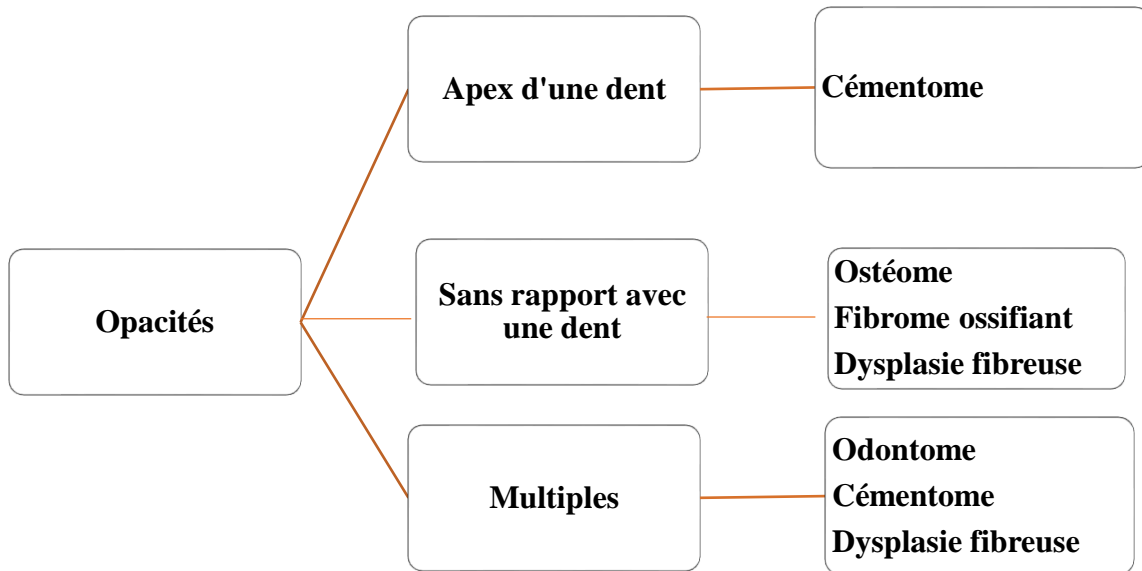 Apex d'une dent
Cémentome
Opacités
Sans rapport avec
une dent
Ostéome
Fibrome ossifiant
Dysplasie fibreuse
Multiples
Odontome
Cémentome
Dysplasie fibreuse